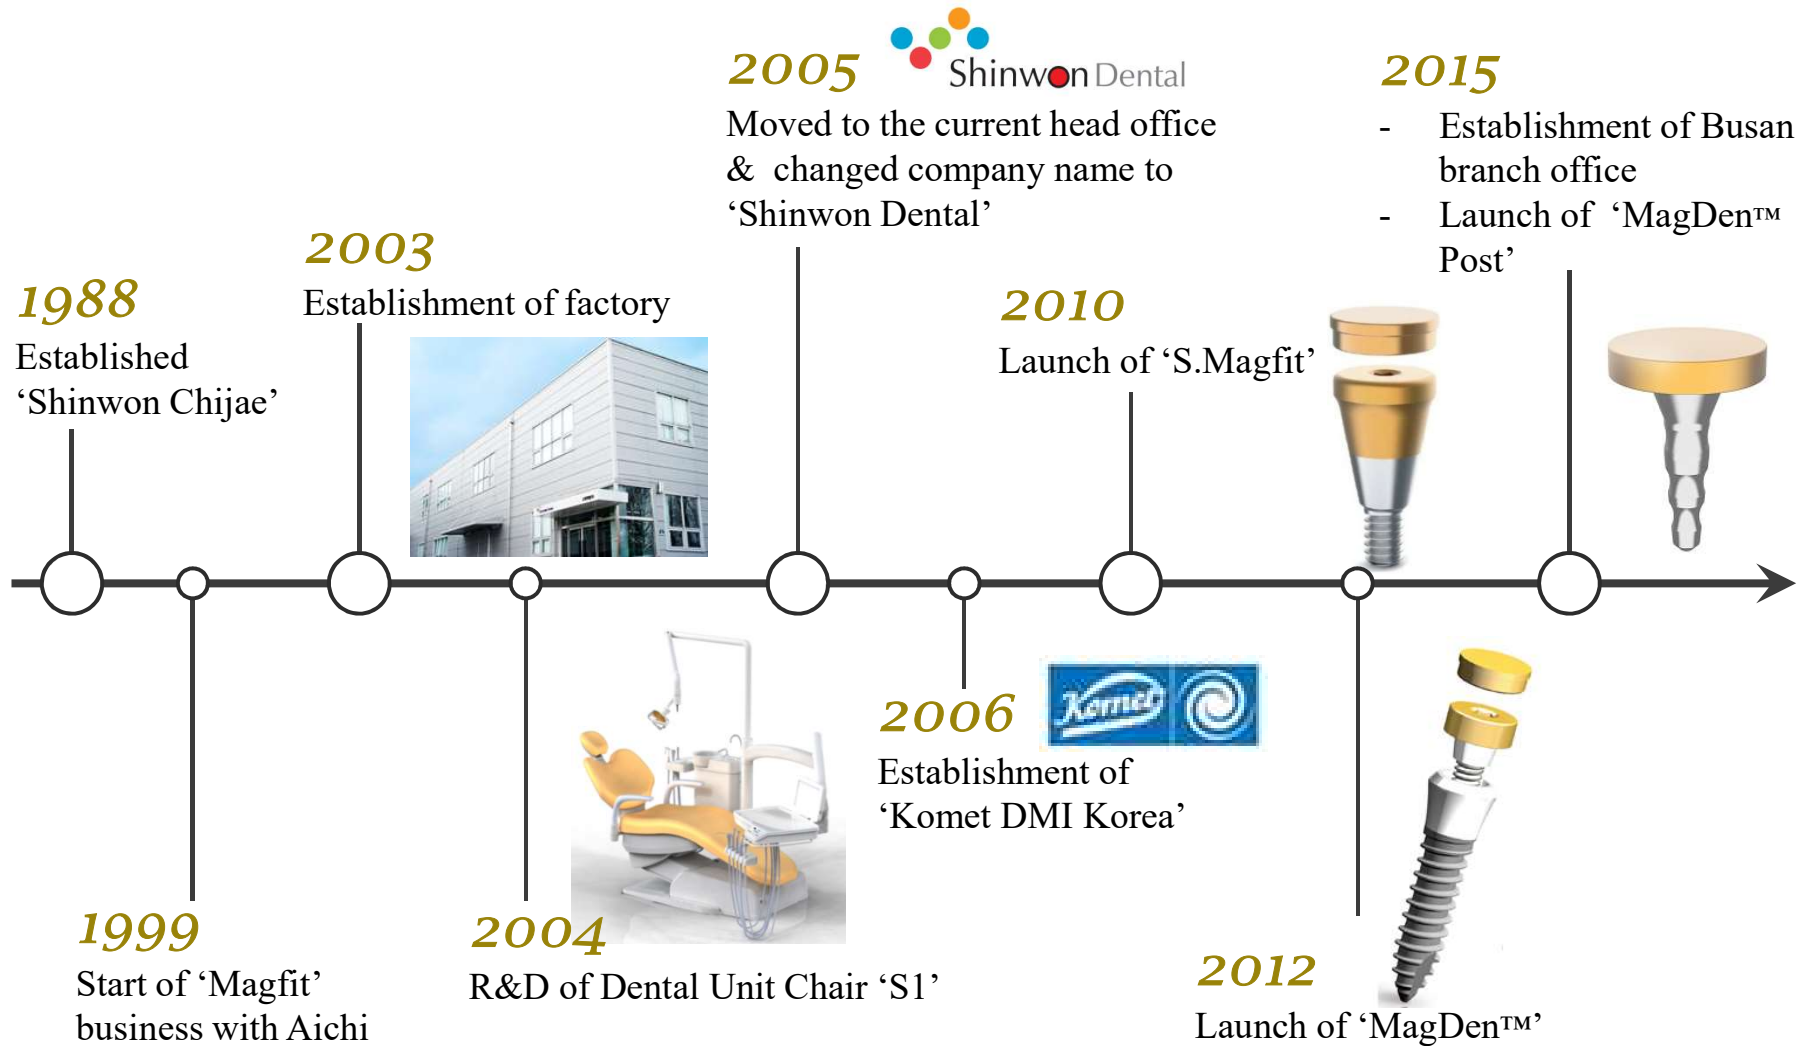 1988
Established
‘Shinwon Chijae’
1999
Start of ‘Magfit’
business with Aichi
2003
Establishment of factory
2004
R&D of Dental Unit Chair ‘S1’
2005
Shinwon Dental
Moved to the current head office
& changed company name to
‘Shinwon Dental’
2006
Komet
Establishment of
‘Komet DMI Korea’
2010
Launch of ‘S.Magfit’
2012
Launch of ‘MagDen™’
2015
- Establishment of Busan
branch office
- Launch of ‘MagDen™
Post’